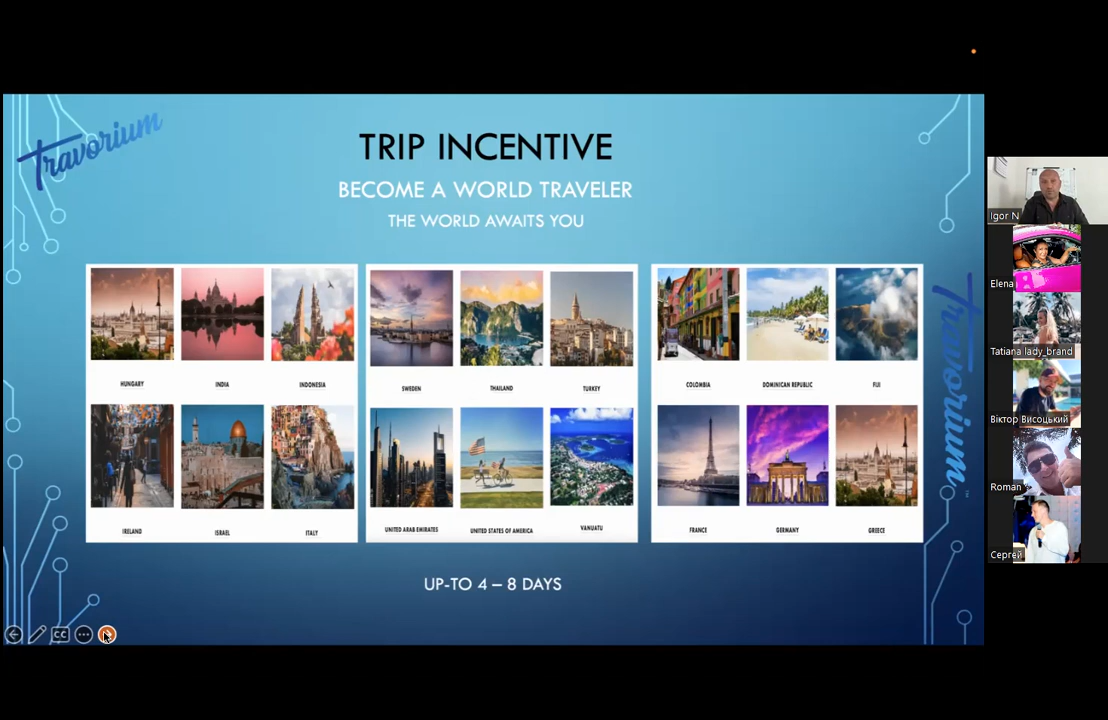 Travorium
TRIP INCENTIVE
BECOME A WORLD TRAVELER
THE WORLD AWAITS YOU
HUNGARY
INDIA
INDONESIA
IRELAND
ISRAEL
ITALY
SWEDEN
THAILAND
TURKEY
UNITED ARAB EMIRATES
UNITED STATES OF AMERICA
VANUATU
COLOMBIA
DOMINICAN REPUBLIC
FIJI
FRANCE
GERMANY
GREECE
UP-TO 4 – 8 DAYS
Travorium™
CC
Igor N
Elena
Tatiana lady_brand
Віктор Висоцький
Roman
Сергей